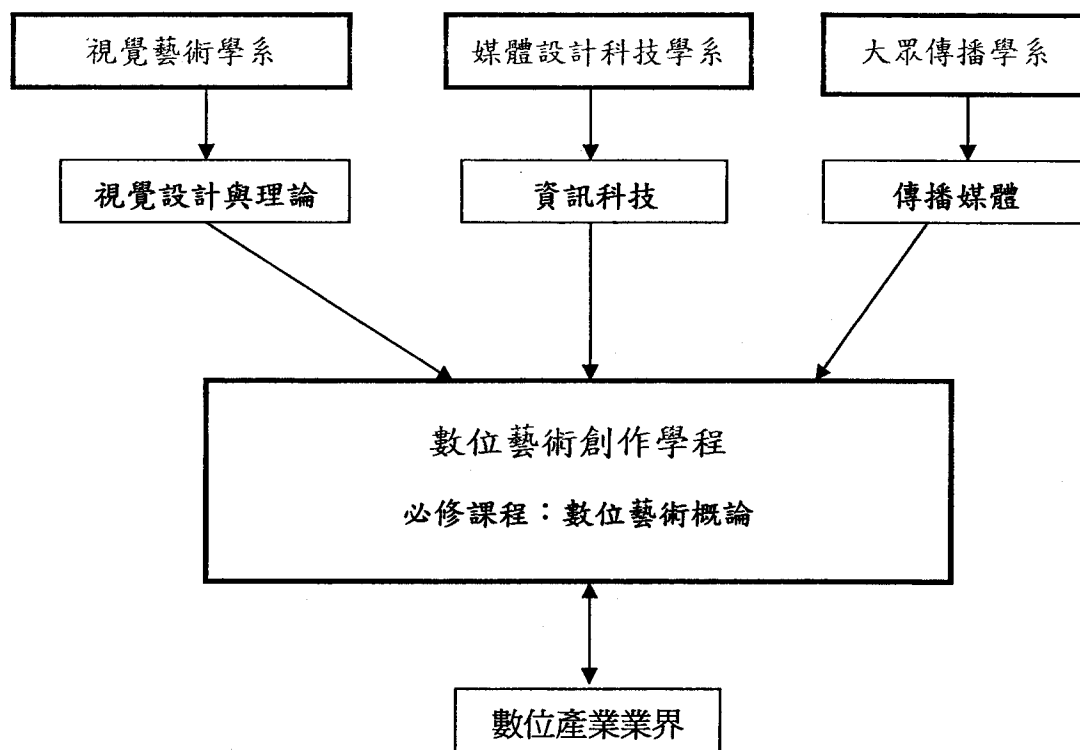 視覺藝術學系
媒體設計科技學系
大眾傳播學系
視覺設計與理論
資訊科技
傳播媒體
數位藝術創作學程
必修課程：數位藝術概論
數位產業業界